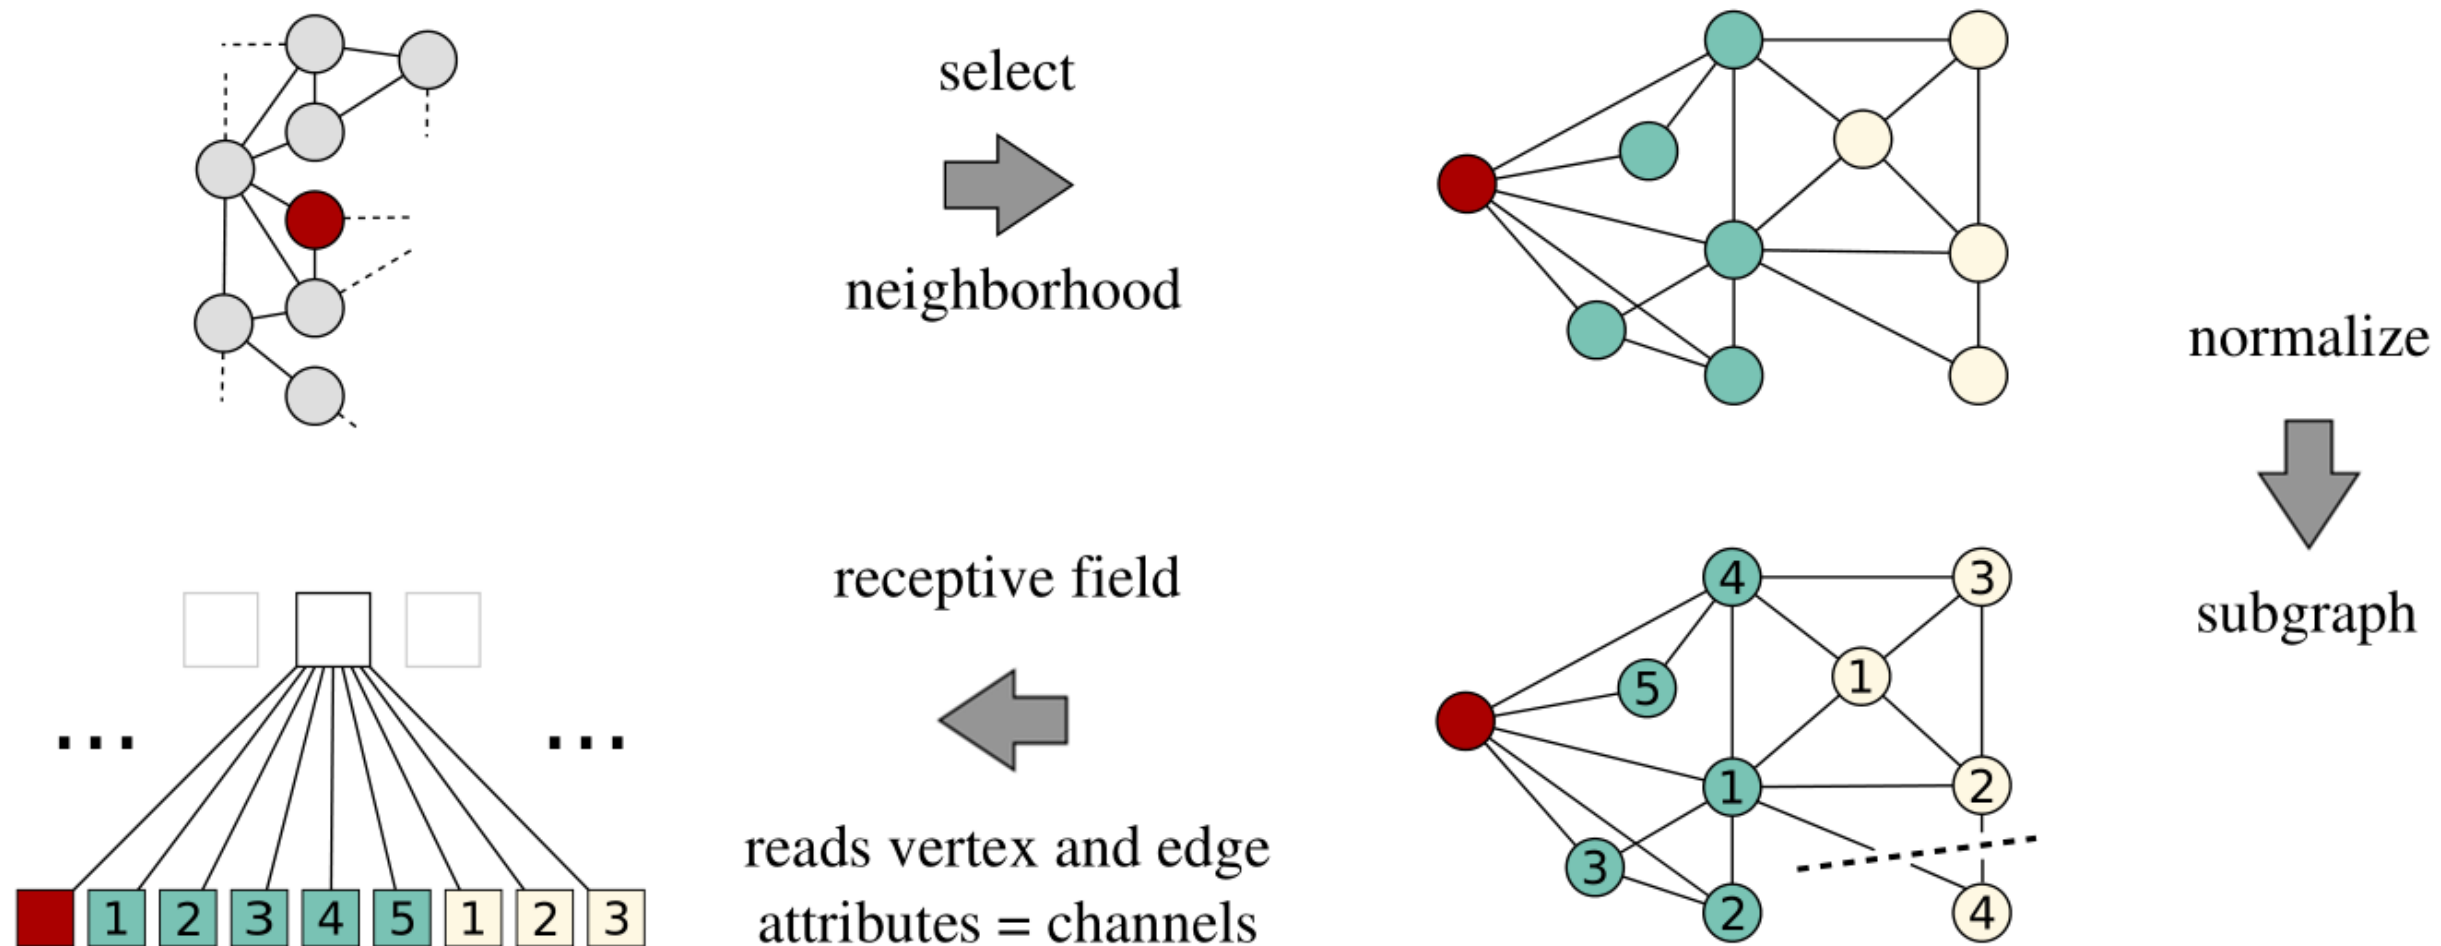 select
neighborhood
normalize
subgraph
4
3
5
1
1
2
3
2
4
receptive field
reads vertex and edge
attributes = channels
...
...
1 2 3 4 5 1 2 3